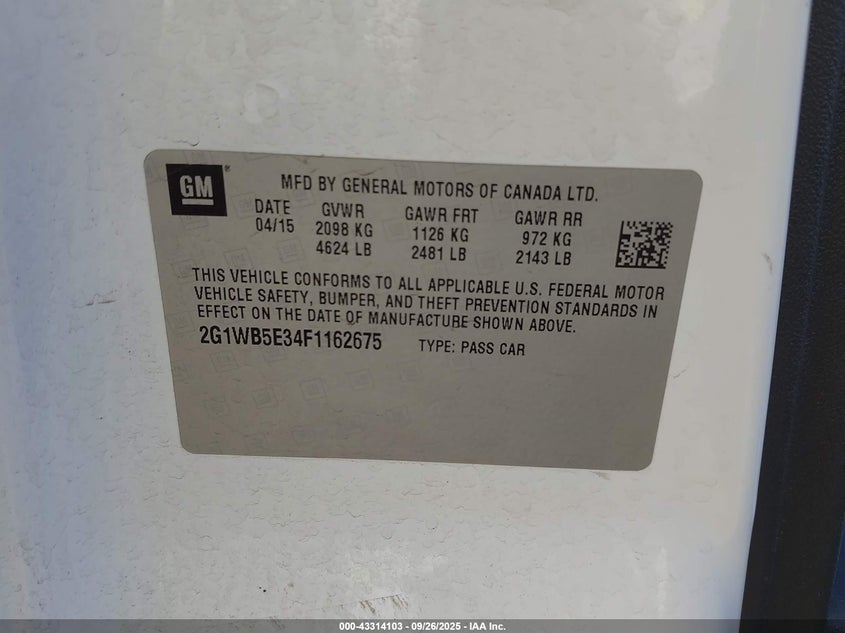 GM®
MFD BY GENERAL MOTORS OF CANADA LTD.
DATE GVWR GAWR FRT GAWR RR
04/15 2098 KG 1126 KG 972 KG
4624 LB 2481 LB 2143 LB
THIS VEHICLE CONFORMS TO ALL APPLICABLE U.S. FEDERAL MOTOR
VEHICLE SAFETY, BUMPER, AND THEFT PREVENTION STANDARDS IN
EFFECT ON THE DATE OF MANUFACTURE SHOWN ABOVE.
2G1WB5E34F1162675 TYPE: PASS CAR
000-43314103 - 09/26/2025 - IAA Inc.